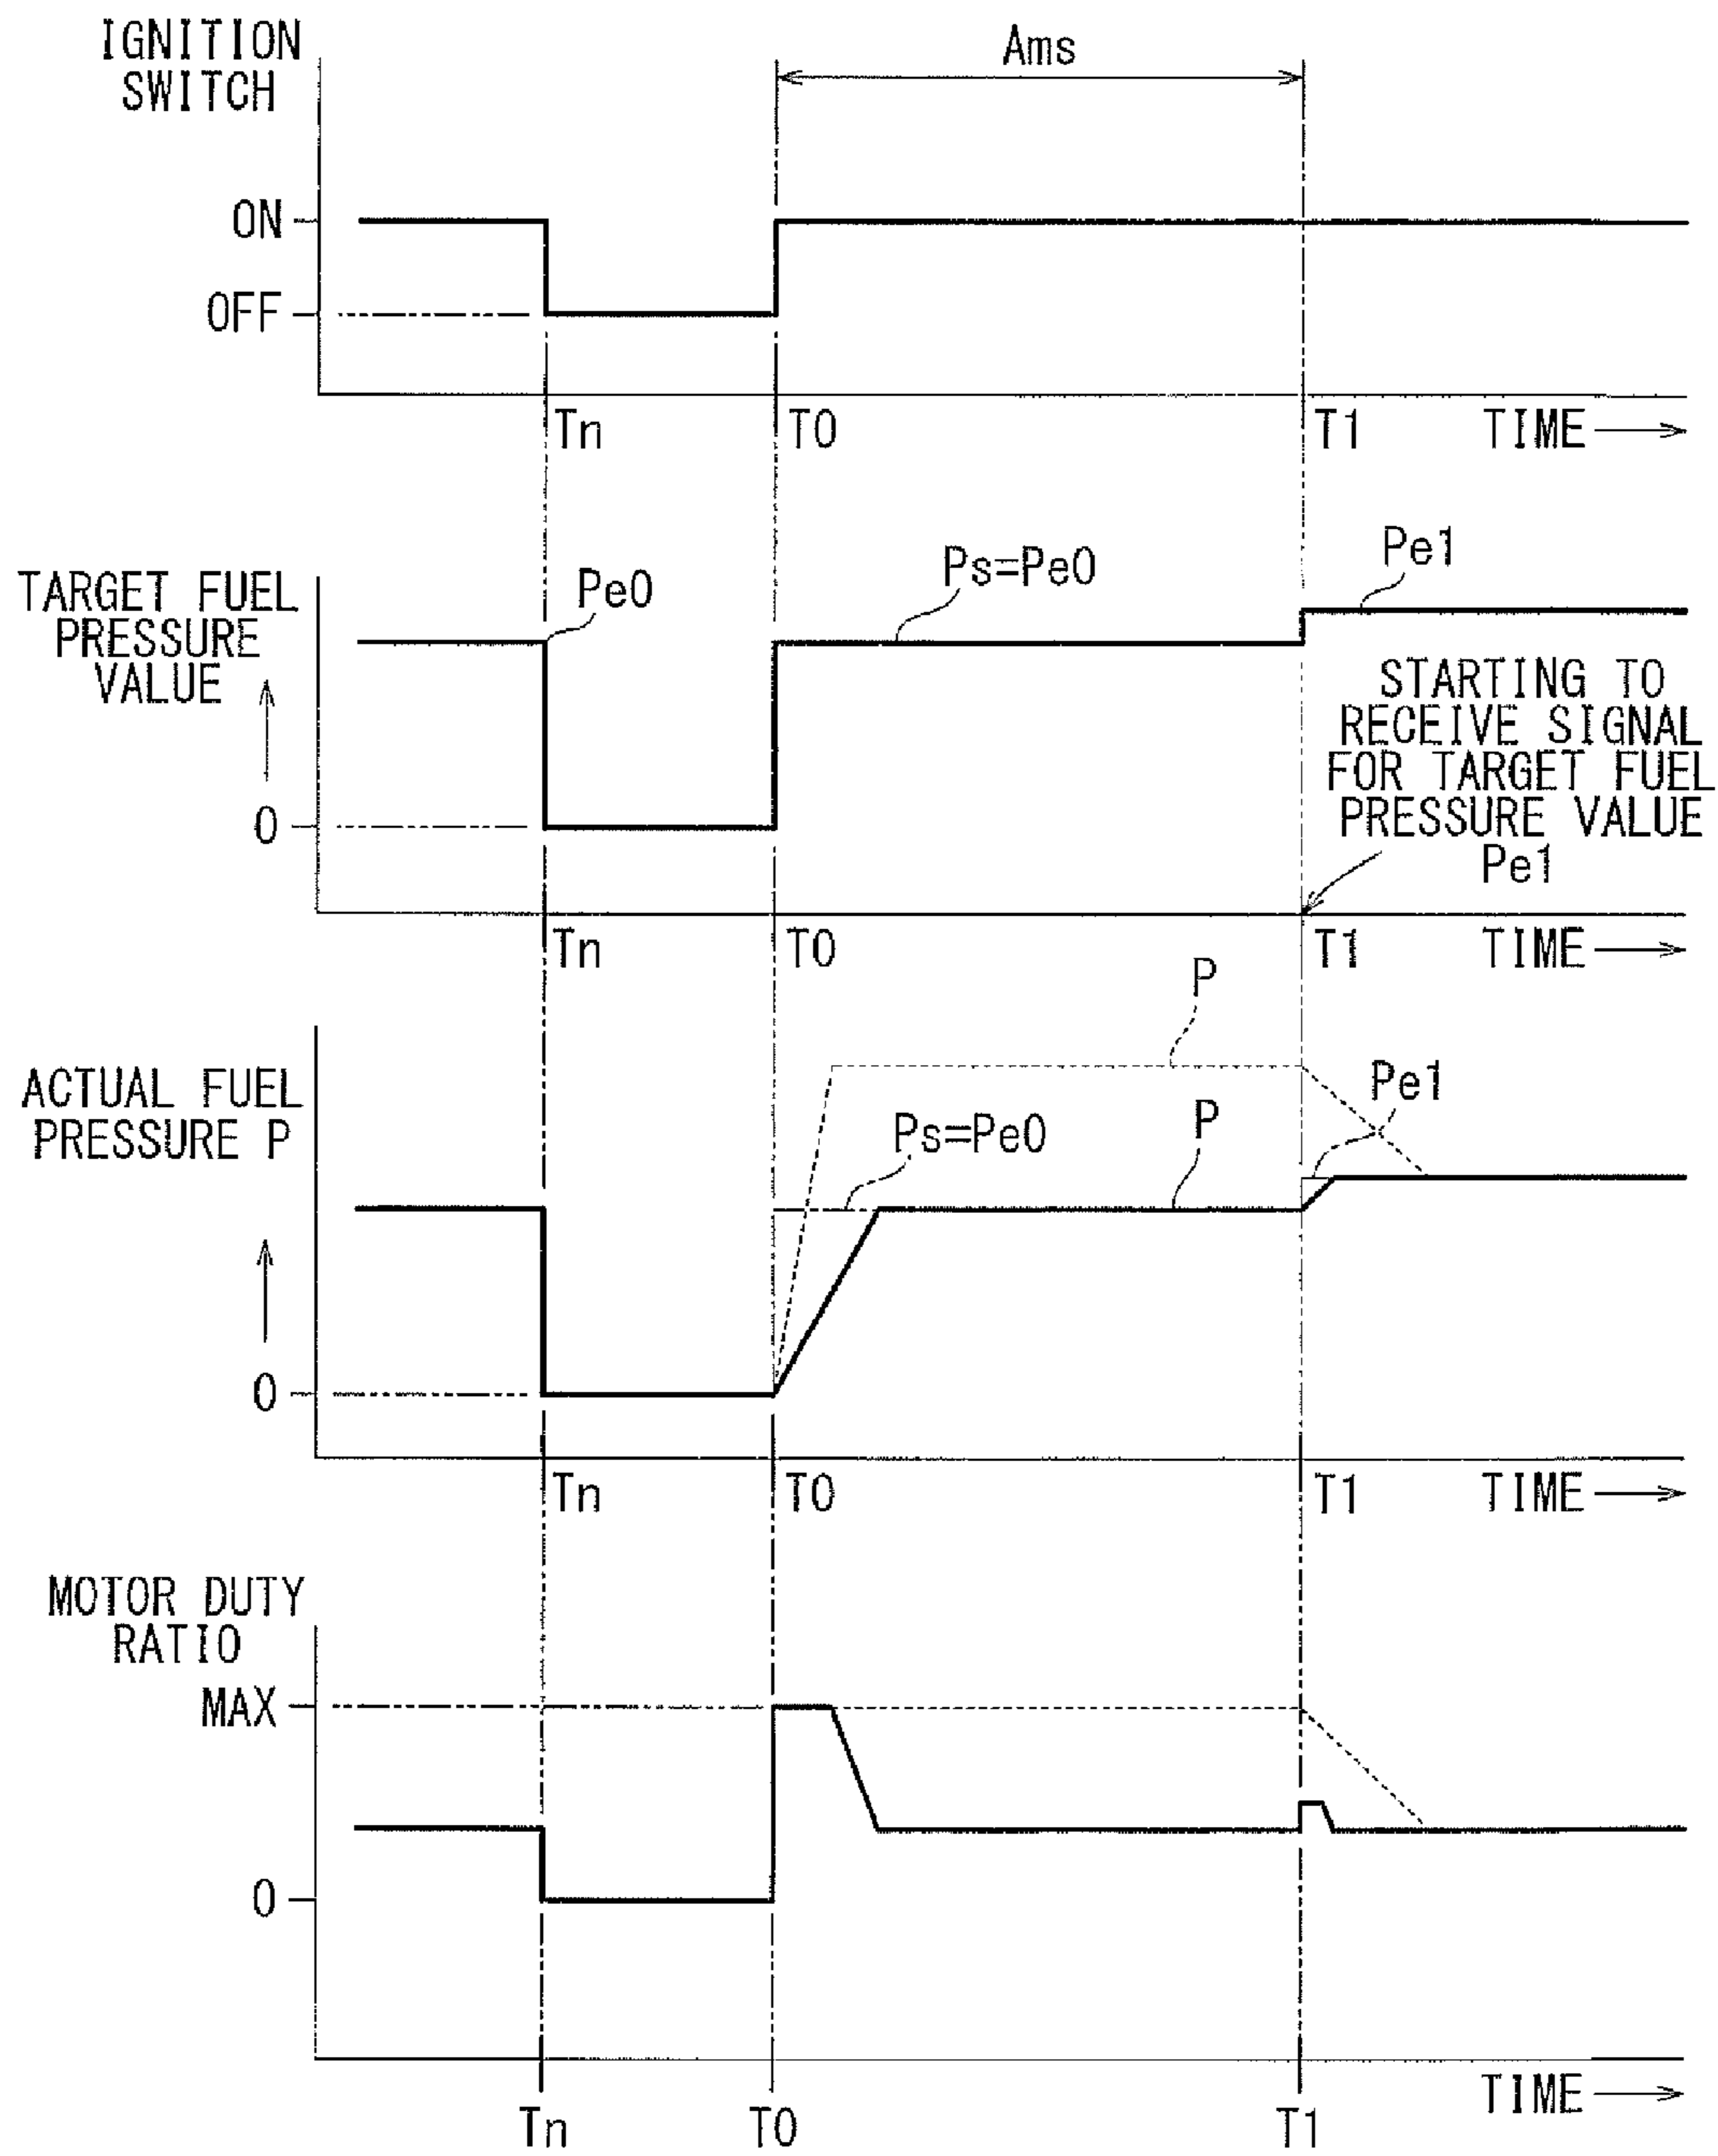 IGNITION
SWITCH
Ams
ON
OFF
Tn
T0
T1
TIME
TARGET FUEL
PRESSURE
VALUE
Pe0
Ps=Pe0
Pe1
STARTING TO
RECEIVE SIGNAL
FOR TARGET FUEL
PRESSURE VALUE
Pe1
0
Tn
T0
T1
TIME
ACTUAL FUEL
PRESSURE P
P
Ps=Pe0
P
Pe1
0
Tn
T0
T1
TIME
MOTOR DUTY
RATIO
MAX
0
TIME
Tn
T0
T1